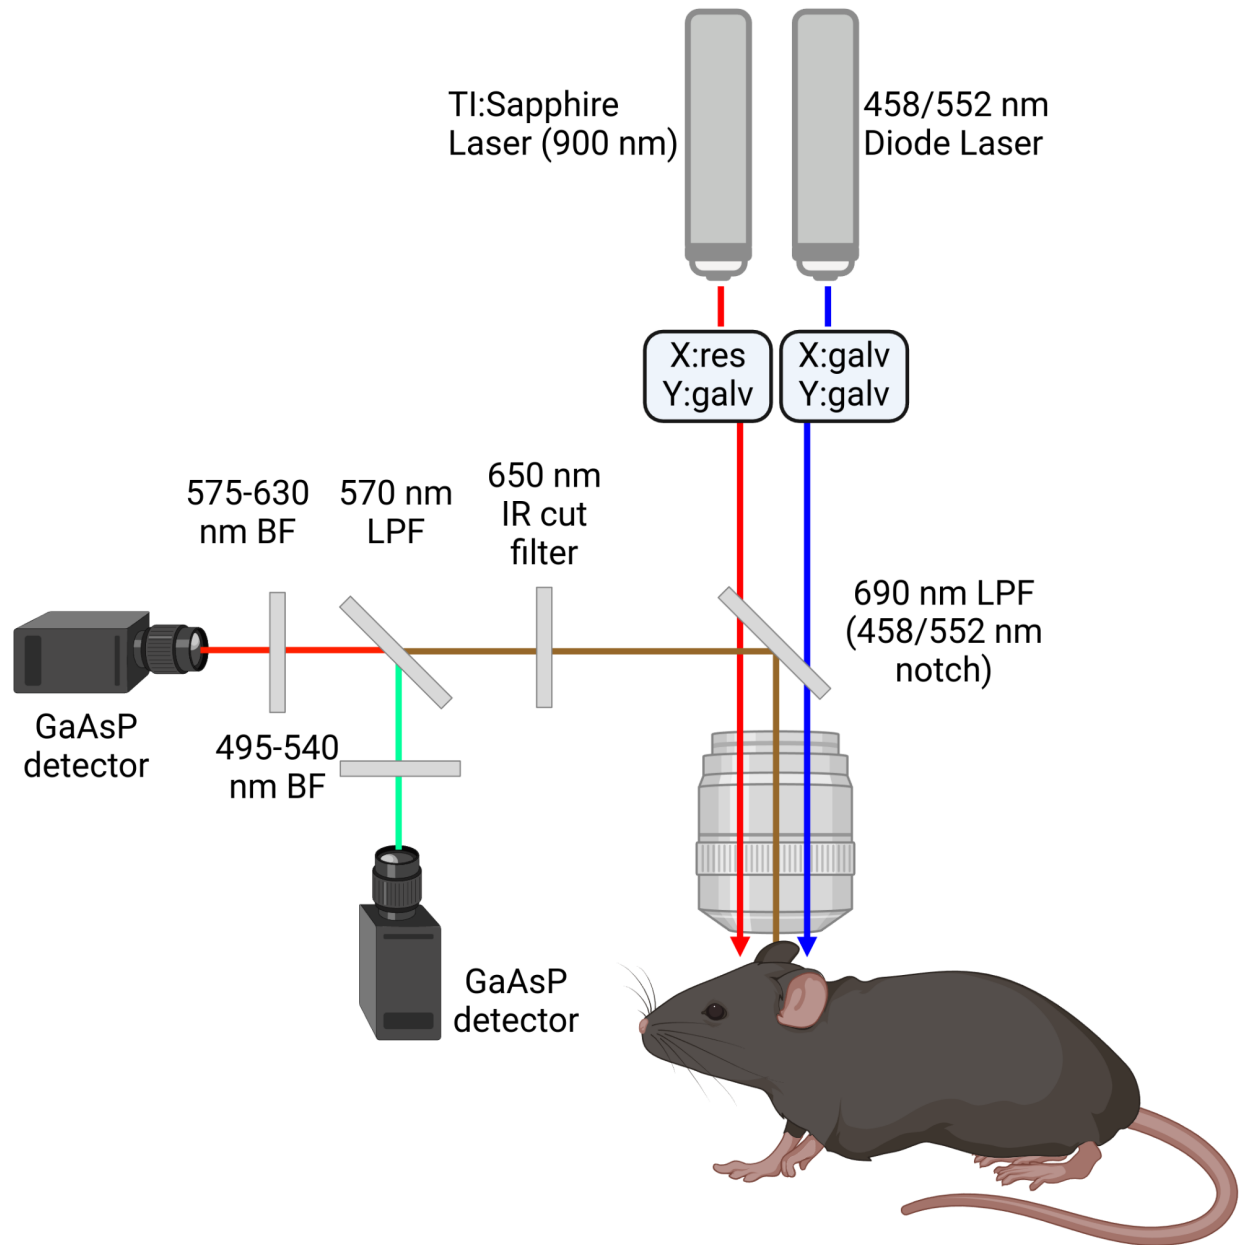 TI:Sapphire
Laser (900 nm)
458/552 nm
Diode Laser
X:res
Y:galv
X:galv
Y:galv
575-630
nm BF
570 nm
LPF
650 nm
IR cut
filter
690 nm LPF
(458/552 nm
notch)
GaAsP
detector
495-540
nm BF
GaAsP
detector